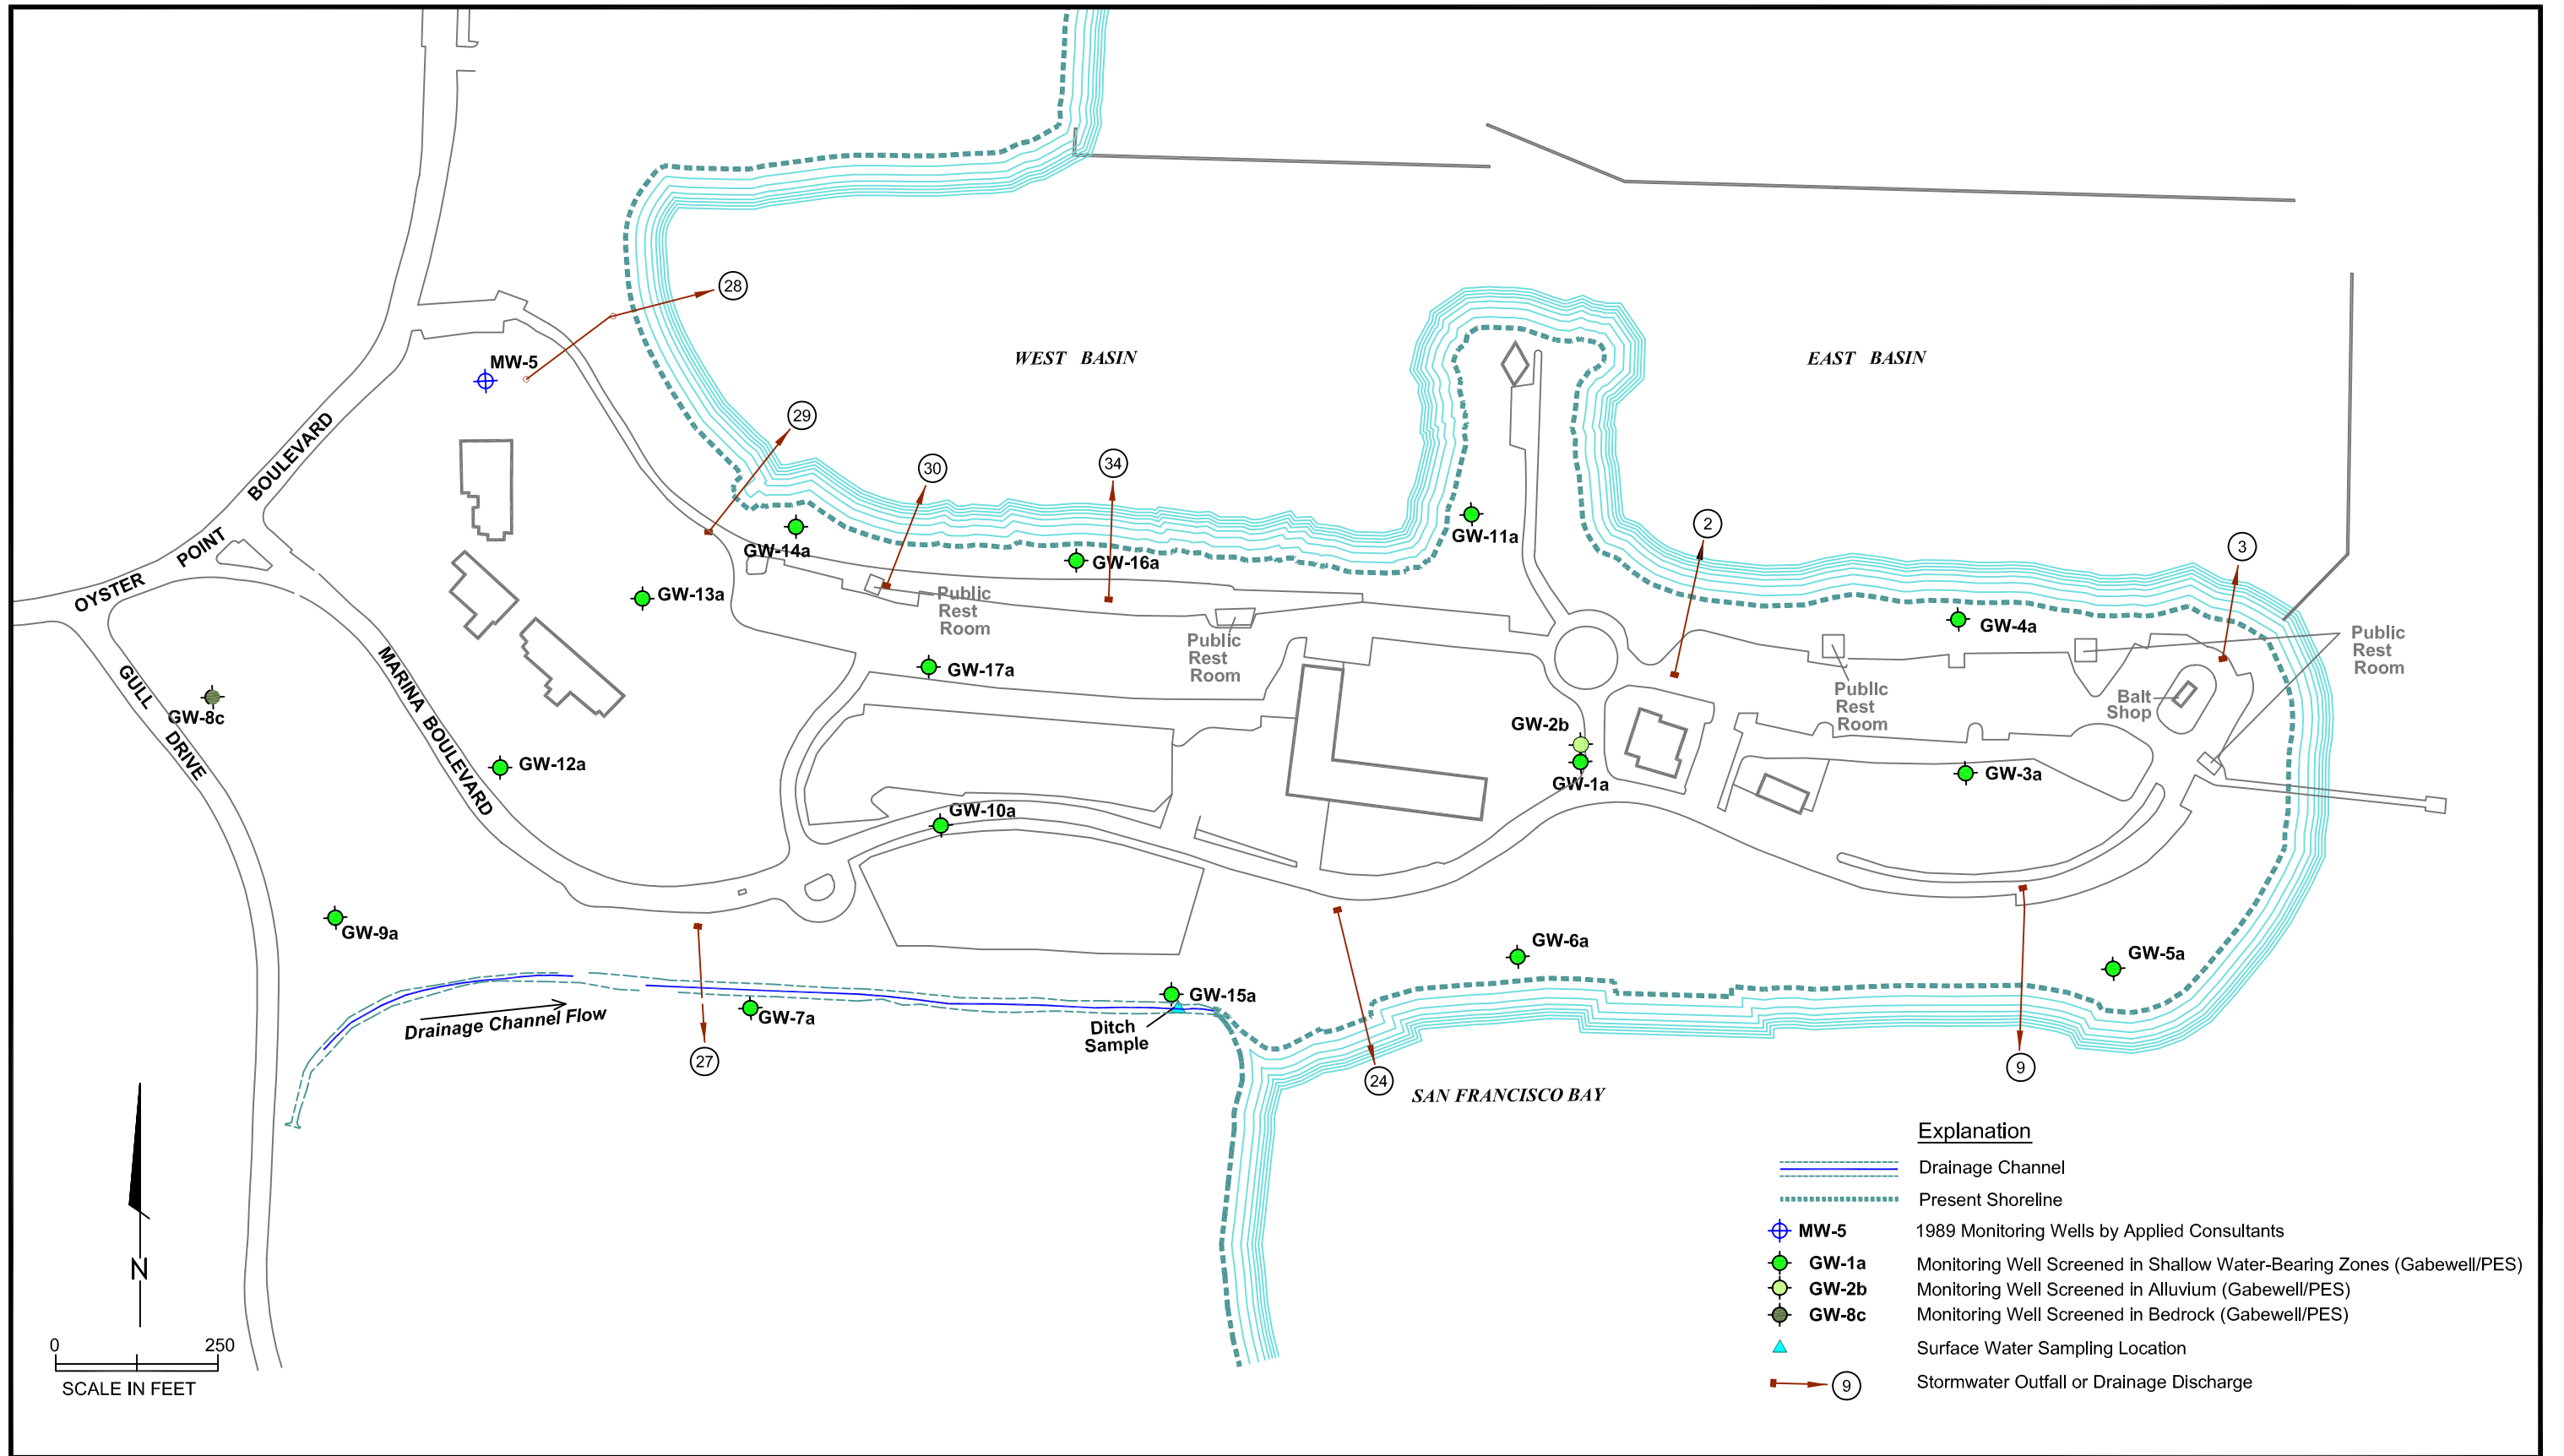 28
WEST   BASIN
EAST   BASIN
MW-5
29
30
34
OYSTER POINT BOULEVARD
GW-14a
GW-16a
GW-11a
2
3
GW-13a
Public
Rest
Room
Public
Rest
Room
GW-4a
Public
Rest
Room
GW-17a
Public
Rest
Room
Balt
Shop
GULL DRIVE
GW-8c
MARINA BOULEVARD
GW-2b
GW-1a
GW-12a
GW-3a
GW-10a
GW-9a
GW-6a
GW-5a
Drainage Channel Flow
GW-7a
GW-15a
Ditch
Sample
27
24
9
SAN FRANCISCO BAY
N
0 250
SCALE IN FEET
Explanation
Drainage Channel
Present Shoreline
MW-5 1989 Monitoring Wells by Applied Consultants
GW-1a Monitoring Well Screened in Shallow Water-Bearing Zones (Gabewell/PES)
GW-2b Monitoring Well Screened in Alluvium (Gabewell/PES)
GW-8c Monitoring Well Screened in Bedrock (Gabewell/PES)
Surface Water Sampling Location
9 Stormwater Outfall or Drainage Discharge